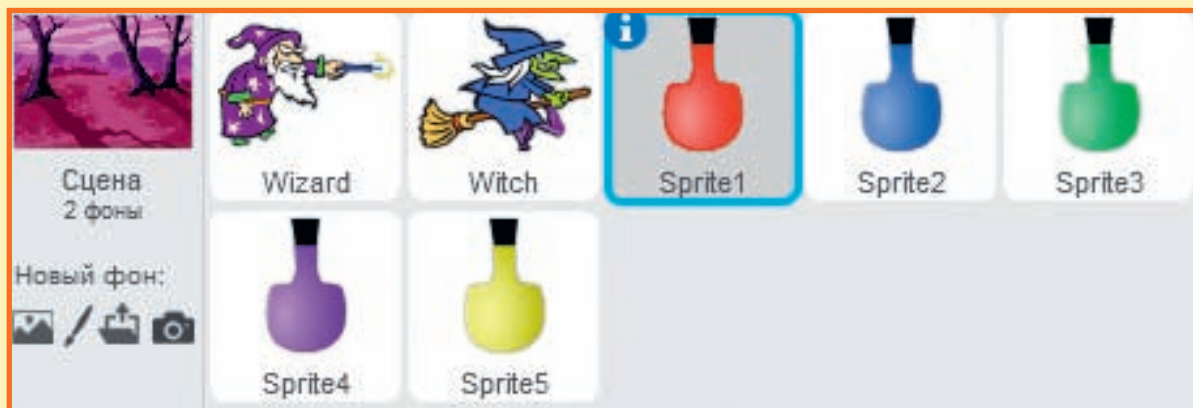 Сцена
2 фоны
Новый фон:
Wizard
Witch
Sprite1
Sprite2
Sprite3
Sprite4
Sprite5